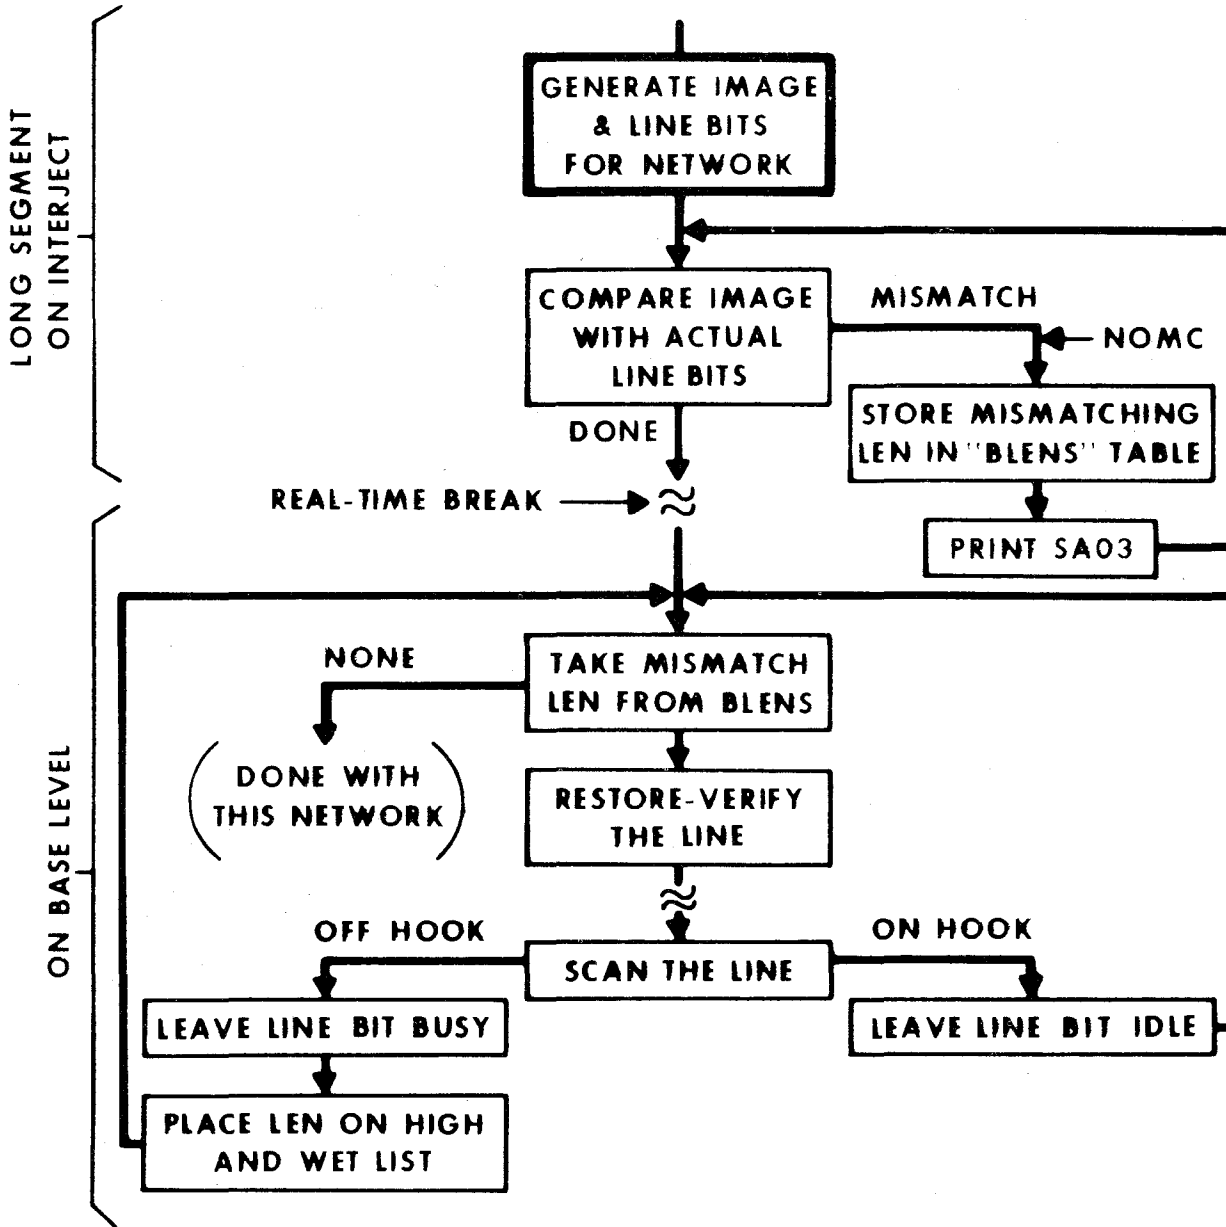 LONG SEGMENT
ON INTERJECT
GENERATE IMAGE
& LINE BITS
FOR NETWORK
COMPARE IMAGE
WITH ACTUAL
LINE BITS
MISMATCH
NOMC
STORE MISMATCHING
LEN IN "BLENS" TABLE
DONE
REAL-TIME BREAK
PRINT SA03
ON BASE LEVEL
NONE
TAKE MISMATCH
LEN FROM BLENS
DONE WITH
THIS NETWORK
RESTORE-VERIFY
THE LINE
OFF HOOK
ON HOOK
SCAN THE LINE
LEAVE LINE BIT BUSY
LEAVE LINE BIT IDLE
PLACE LEN ON HIGH
AND WET LIST